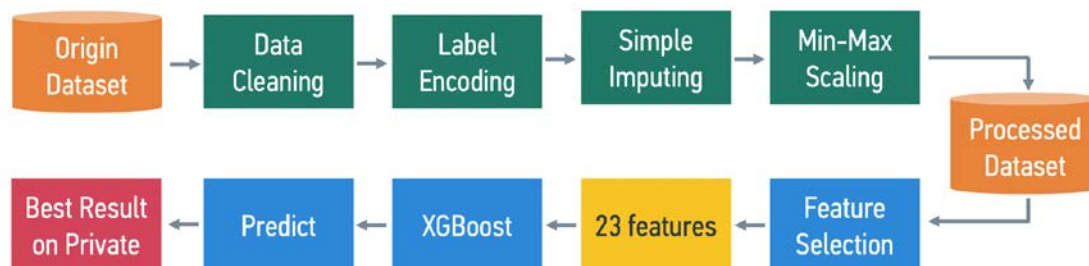 Origin
Dataset
Data
Cleaning
Label
Encoding
Simple
Imputing
Min-Max
Scaling
Processed
Dataset
Feature
Selection
23 features
XGBoost
Predict
Best Result
on Private